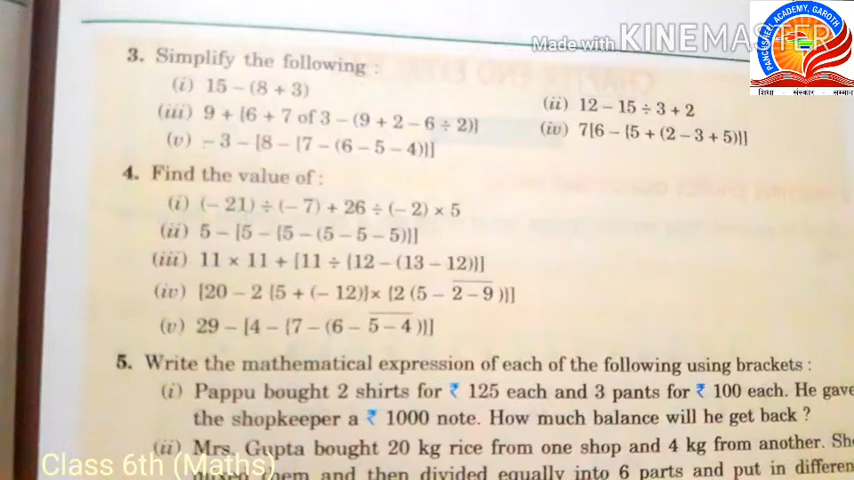 Made with KINEMASTER
PANCHSHEEL ACADEMY, GAROTH
शिक्षा · संस्कार · सम्मान
3. Simplify the following :
(i) 15 – (8 + 3)
(ii) 12 – 15 ÷ 3 + 2
(iii) 9 + [6 + 7 of 3 – (9 + 2 – 6 ÷ 2)]
(iv) 7[6 – {5 + (2 – 3 + 5)}]
(v) – 3 – [8 – {7 – (6 – 5 – 4)}]
4. Find the value of :
(i) (– 21) ÷ (– 7) + 26 ÷ (– 2) × 5
(ii) 5 – [5 – {5 – (5 – 5 – 5)}]
(iii) 11 × 11 + [11 ÷ {12 – (13 – 12)}]
(iv) [20 – 2 {5 + (– 12)}] × [2 (5 – 2̅ ̅–̅ ̅9̅ )}]
(v) 29 – [4 – {7 – (6 – 5̅ ̅–̅ ̅4̅ )}]
5. Write the mathematical expression of each of the following using brackets :
(i) Pappu bought 2 shirts for ₹ 125 each and 3 pants for ₹ 100 each. He gave
the shopkeeper a ₹ 1000 note. How much balance will he get back ?
(ii) Mrs. Gupta bought 20 kg rice from one shop and 4 kg from another. She
mixed them and then divided equally into 6 parts and put in differen
Class 6th (Maths)